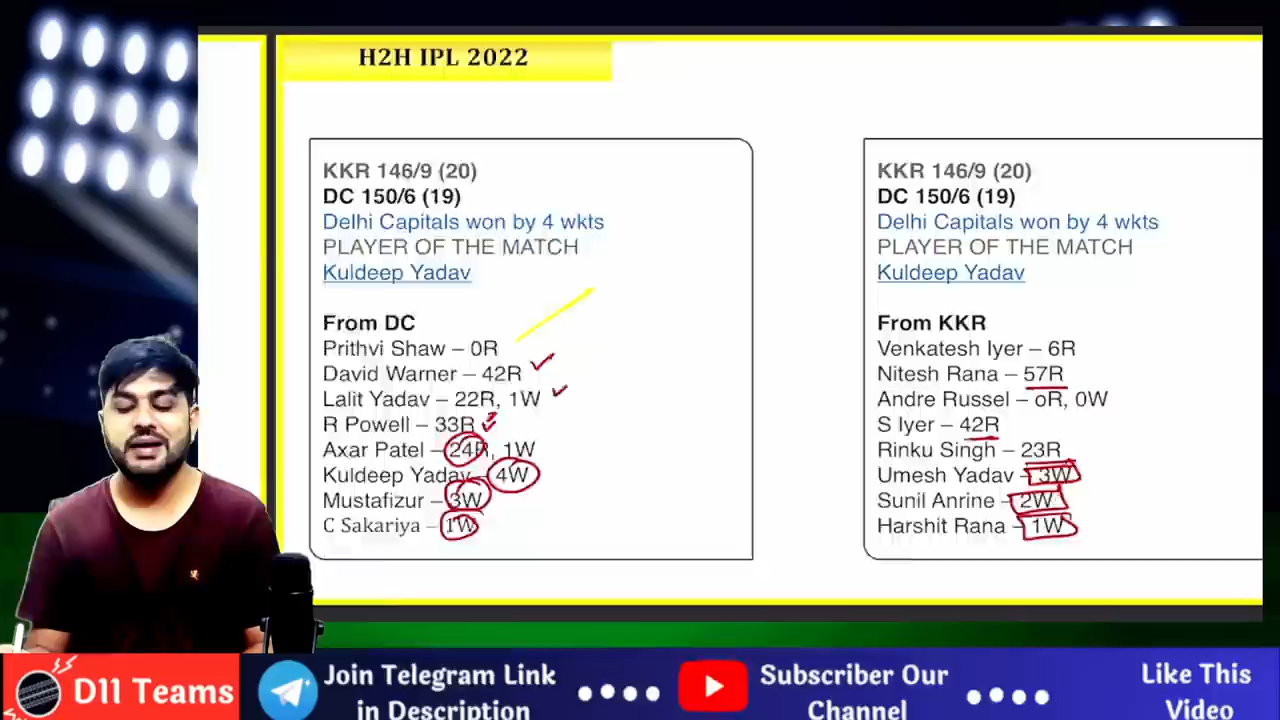 H2H IPL 2022
KKR 146/9 (20)
DC 150/6 (19)
Delhi Capitals won by 4 wkts
PLAYER OF THE MATCH
Kuldeep Yadav
From DC
Prithvi Shaw – 0R
David Warner – 42R
Lalit Yadav – 22R, 1W
R Powell – 33R
Axar Patel – 24R, 1W
Kuldeep Yadav – 4W
Mustafizur – 3W
C Sakariya – 1W
KKR 146/9 (20)
DC 150/6 (19)
Delhi Capitals won by 4 wkts
PLAYER OF THE MATCH
Kuldeep Yadav
From KKR
Venkatesh Iyer – 6R
Nitesh Rana – 57R
Andre Russel – oR, 0W
S Iyer – 42R
Rinku Singh – 23R
Umesh Yadav – 3W
Sunil Anrine – 2W
Harshit Rana – 1W
D11 Teams
Join Telegram Link
in Description
Subscriber Our
Channel
Like This
Video